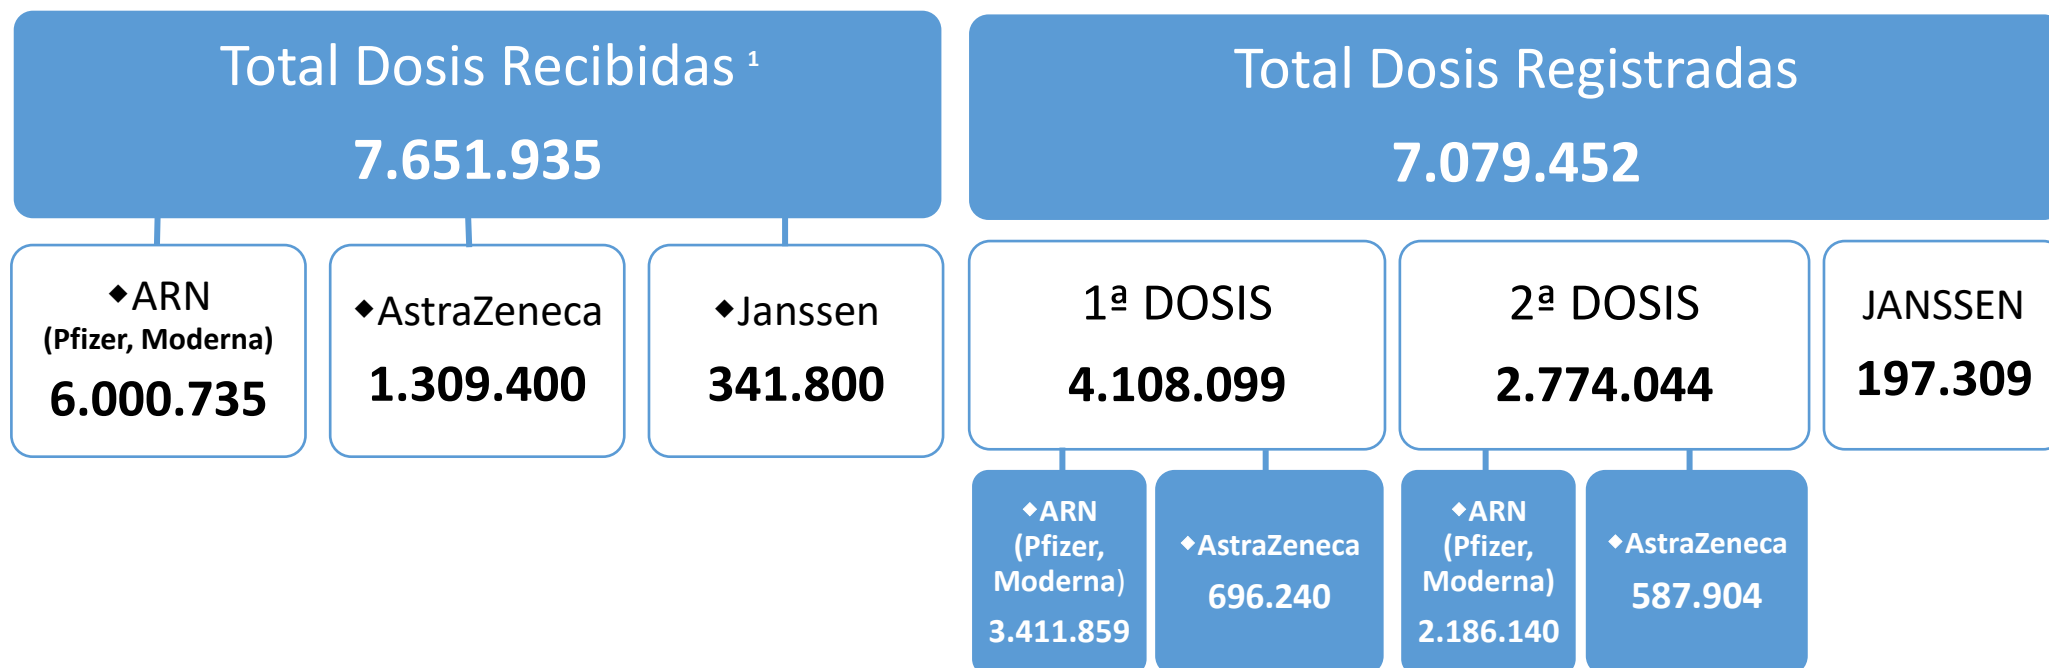 Total Dosis Recibidas ¹
7.651.935
◆ARN
(Pfizer, Moderna)
6.000.735
◆AstraZeneca
1.309.400
◆Janssen
341.800
Total Dosis Registradas
7.079.452
1ª DOSIS
4.108.099
◆ARN
(Pfizer,
Moderna)
3.411.859
◆AstraZeneca
696.240
2ª DOSIS
2.774.044
◆ARN
(Pfizer,
Moderna)
2.186.140
◆AstraZeneca
587.904
JANSSEN
197.309